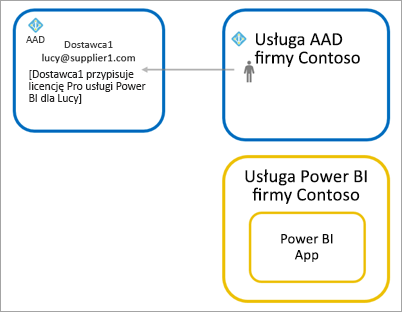 AAD
Dostawca1
lucy@supplier1.com
[Dostawca1 przypisuje
licencję Pro usługi Power
BI dla Lucy]
Usługa AAD
firmy Contoso
Usługa Power BI
firmy Contoso
Power BI
App